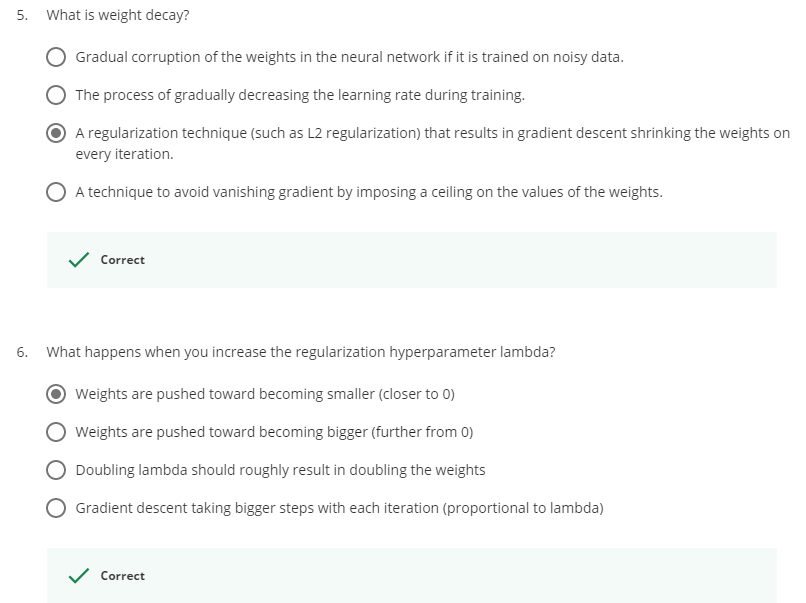 5. What is weight decay?
Gradual corruption of the weights in the neural network if it is trained on noisy data.
The process of gradually decreasing the learning rate during training.
A regularization technique (such as L2 regularization) that results in gradient descent shrinking the weights on
every iteration.
A technique to avoid vanishing gradient by imposing a ceiling on the values of the weights.
Correct
6. What happens when you increase the regularization hyperparameter lambda?
Weights are pushed toward becoming smaller (closer to 0)
Weights are pushed toward becoming bigger (further from 0)
Doubling lambda should roughly result in doubling the weights
Gradient descent taking bigger steps with each iteration (proportional to lambda)
Correct